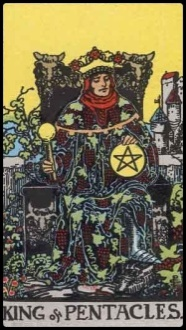 KING of PENTACLES.